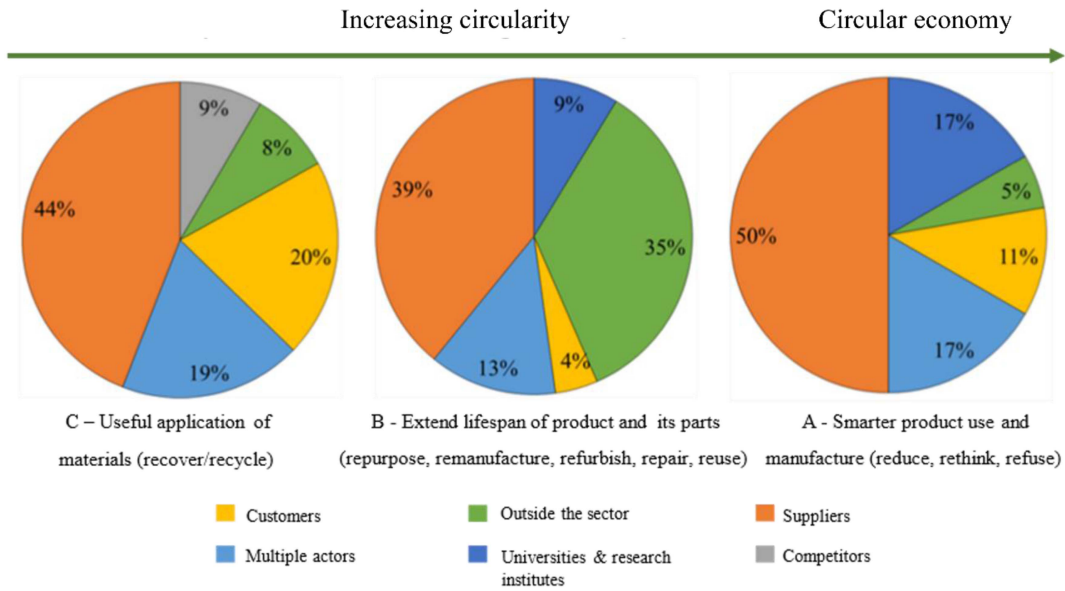 Increasing circularity
Circular economy
9%
8%
44%
20%
19%
9%
39%
35%
13%
4%
17%
5%
50%
11%
17%
C – Useful application of
materials (recover/recycle)
B - Extend lifespan of product and its parts
(repurpose, remanufacture, refurbish, repair, reuse)
A - Smarter product use and
manufacture (reduce, rethink, refuse)
Customers
Outside the sector
Suppliers
Multiple actors
Universities & research
institutes
Competitors